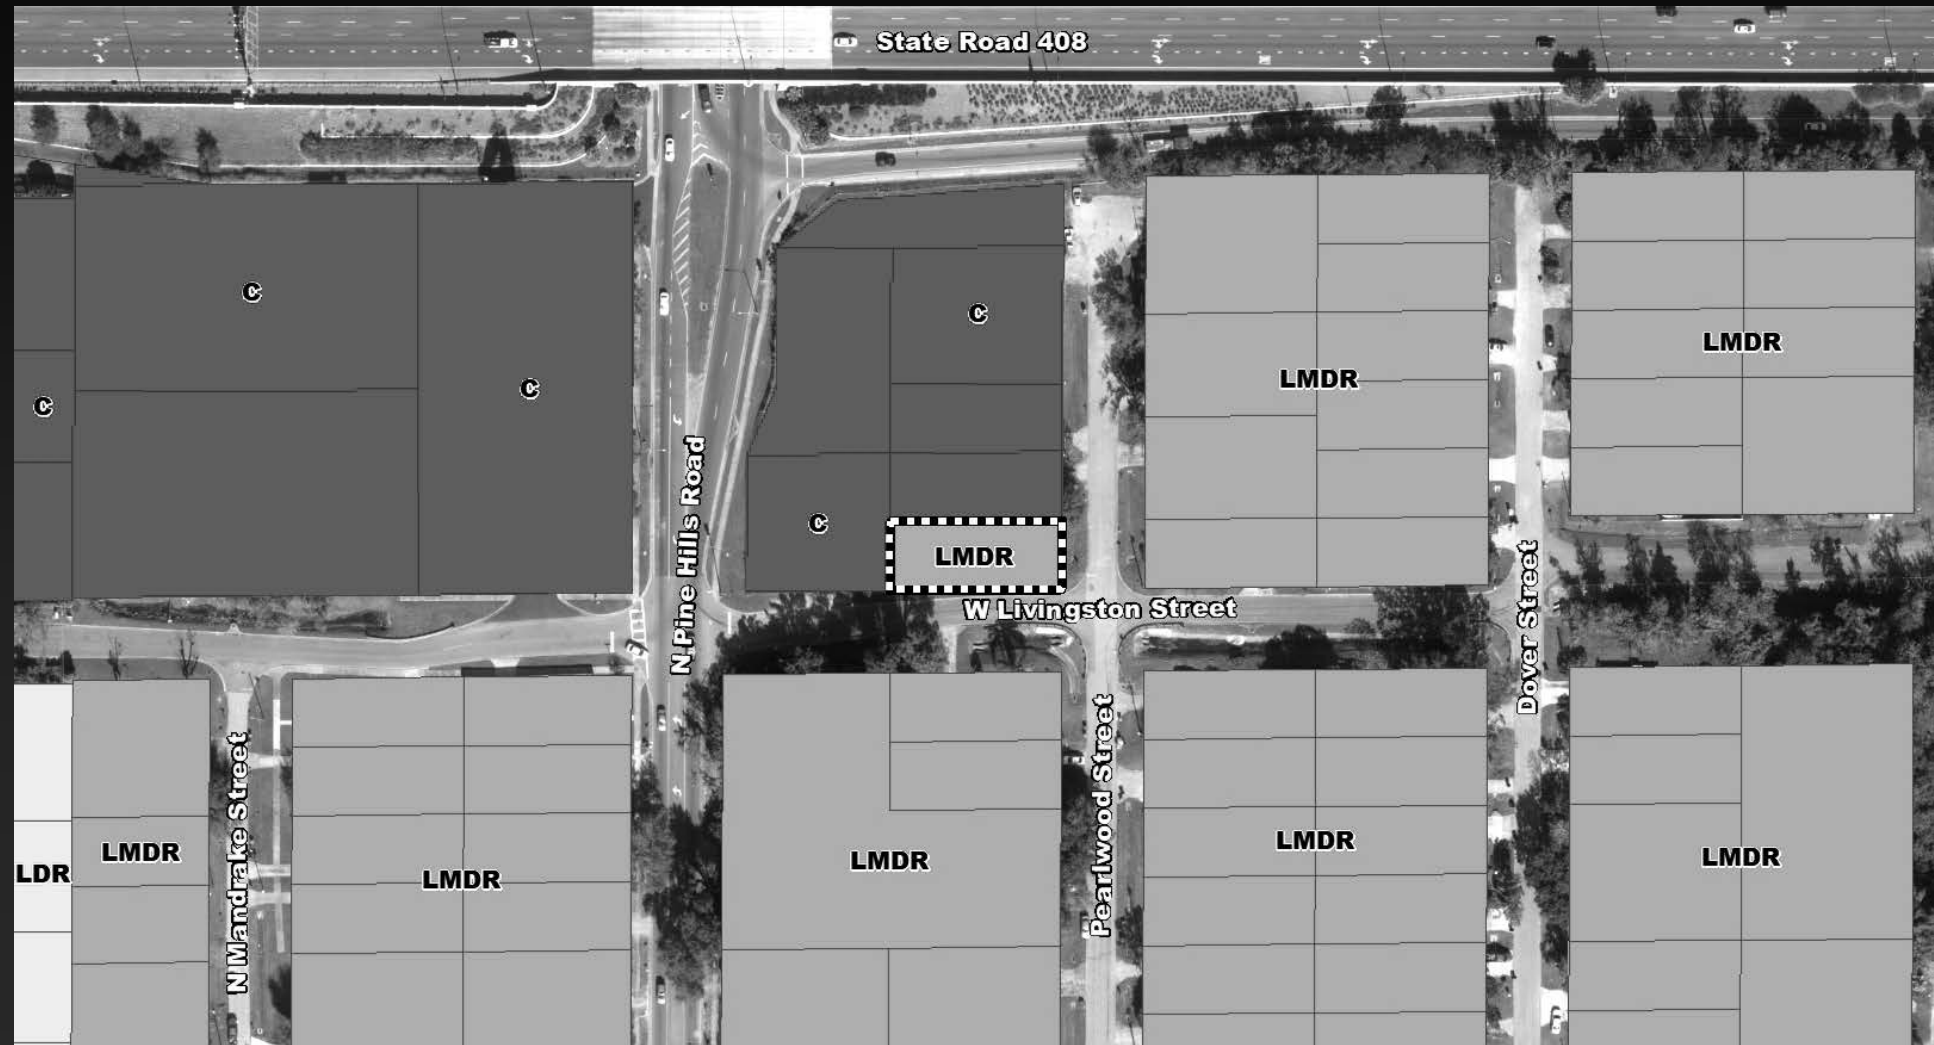 State Road 408
C
C
LMDR
LMDR
C
C
C
N Pine Hills Road
LMDR
W Livingston Street
Dover Street
Pearlwood Street
N Mandrake Street
LMDR
LDR
LMDR
LMDR
LMDR
LMDR